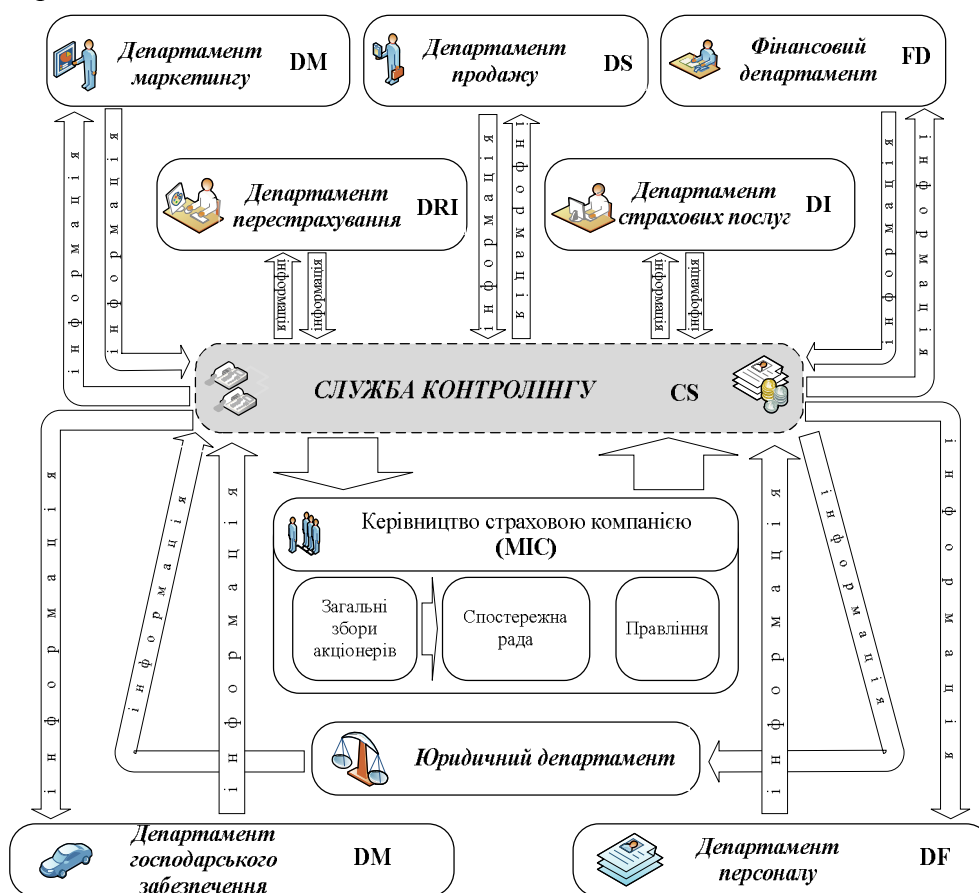 Департамент
маркетингу
DM
Департамент
продажу
DS
Фінансовий
департамент
FD
Департамент
перестрахування
DRI
Департамент
страхових послуг
DI
інформація
інформація
інформація
інформація
інформація
інформація
інформація
інформація
інформація
інформація
СЛУЖБА КОНТРОЛІНГУ
CS
інформація
інформація
інформація
інформація
інформація
інформація
Керівництво страховою компанією
(МІС)
Загальні
збори
акціонерів
Спостережна
рада
Правління
Юридичний департамент
Департамент
господарського
забезпечення
DM
Департамент
персоналу
DF